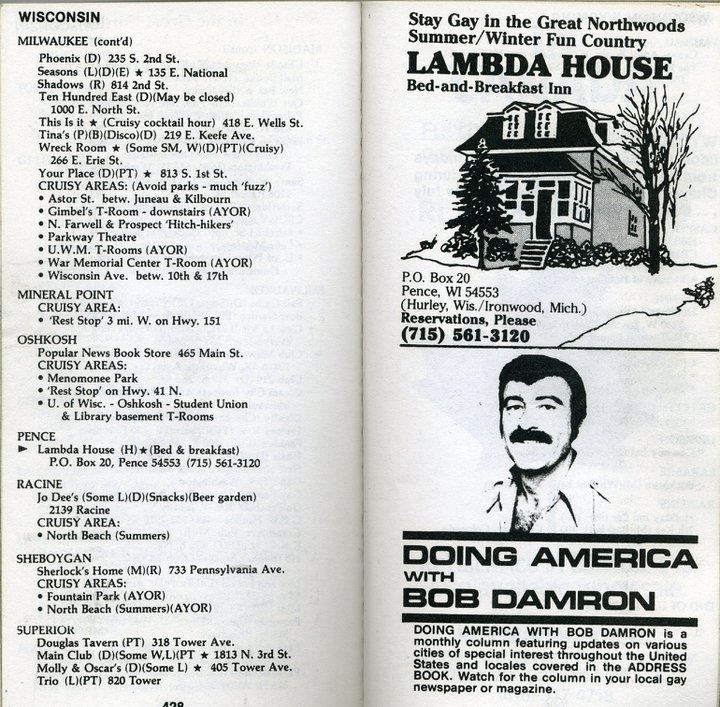 WISCONSIN
MILWAUKEE (cont'd)
Phoenix (D) 235 S. 2nd St.
Seasons (L)(D)(E) ★ 135 E. National
Shadows (R) 814 2nd St.
Ten Hundred East (D)(May be closed)
1000 E. North St.
This Is It ★ (Cruisy cocktail hour) 418 E. Wells St.
Tina's (P)(B)(Disco)(D) 219 E. Keefe Ave.
Wreck Room ★ (Some SM, W)(D)(PT)(Cruisy)
266 E. Erie St.
Your Place (D)(PT) ★ 813 S. 1st St.
CRUISY AREAS: (Avoid parks - much 'fuzz')
• Astor St. betw. Juneau & Kilbourn
• Gimbel's T-Room - downstairs (AYOR)
• N. Farwell & Prospect 'Hitch-hikers'
• Parkway Theatre
• U.W.M. T-Rooms (AYOR)
• War Memorial Center T-Room (AYOR)
• Wisconsin Ave. betw. 10th & 17th
MINERAL POINT
CRUISY AREA:
• 'Rest Stop' 3 mi. W. on Hwy. 151
OSHKOSH
Popular News Book Store 465 Main St.
CRUISY AREAS:
• Menomonee Park
• 'Rest Stop' on Hwy. 41 N.
• U. of Wisc. - Oshkosh - Student Union
& Library basement T-Rooms
PENCE
► Lambda House (H)★(Bed & breakfast)
P.O. Box 20, Pence 54553 (715) 561-3120
RACINE
Jo Dee's (Some L)(D)(Snacks)(Beer garden)
2139 Racine
CRUISY AREA:
• North Beach (Summers)
SHEBOYGAN
Sherlock's Home (M)(R) 733 Pennsylvania Ave.
CRUISY AREAS:
• Fountain Park (AYOR)
• North Beach (Summers)(AYOR)
SUPERIOR
Douglas Tavern (PT) 318 Tower Ave.
Main Club (D)(Some W,L)(PT ★ 1813 N. 3rd St.
Molly & Oscar's (D)(Some L) ★ 405 Tower Ave.
Trio (L)(PT) 820 Tower
428
Stay Gay in the Great Northwoods
Summer/Winter Fun Country
LAMBDA HOUSE
Bed-and-Breakfast Inn
P.O. Box 20
Pence, WI 54553
(Hurley, Wis./Ironwood, Mich.)
Reservations, Please
(715) 561-3120
DOING AMERICA
WITH
BOB DAMRON
DOING AMERICA WITH BOB DAMRON is a
monthly column featuring updates on various
cities of special interest throughout the United
States and locales covered in the ADDRESS
BOOK. Watch for the column in your local gay
newspaper or magazine.